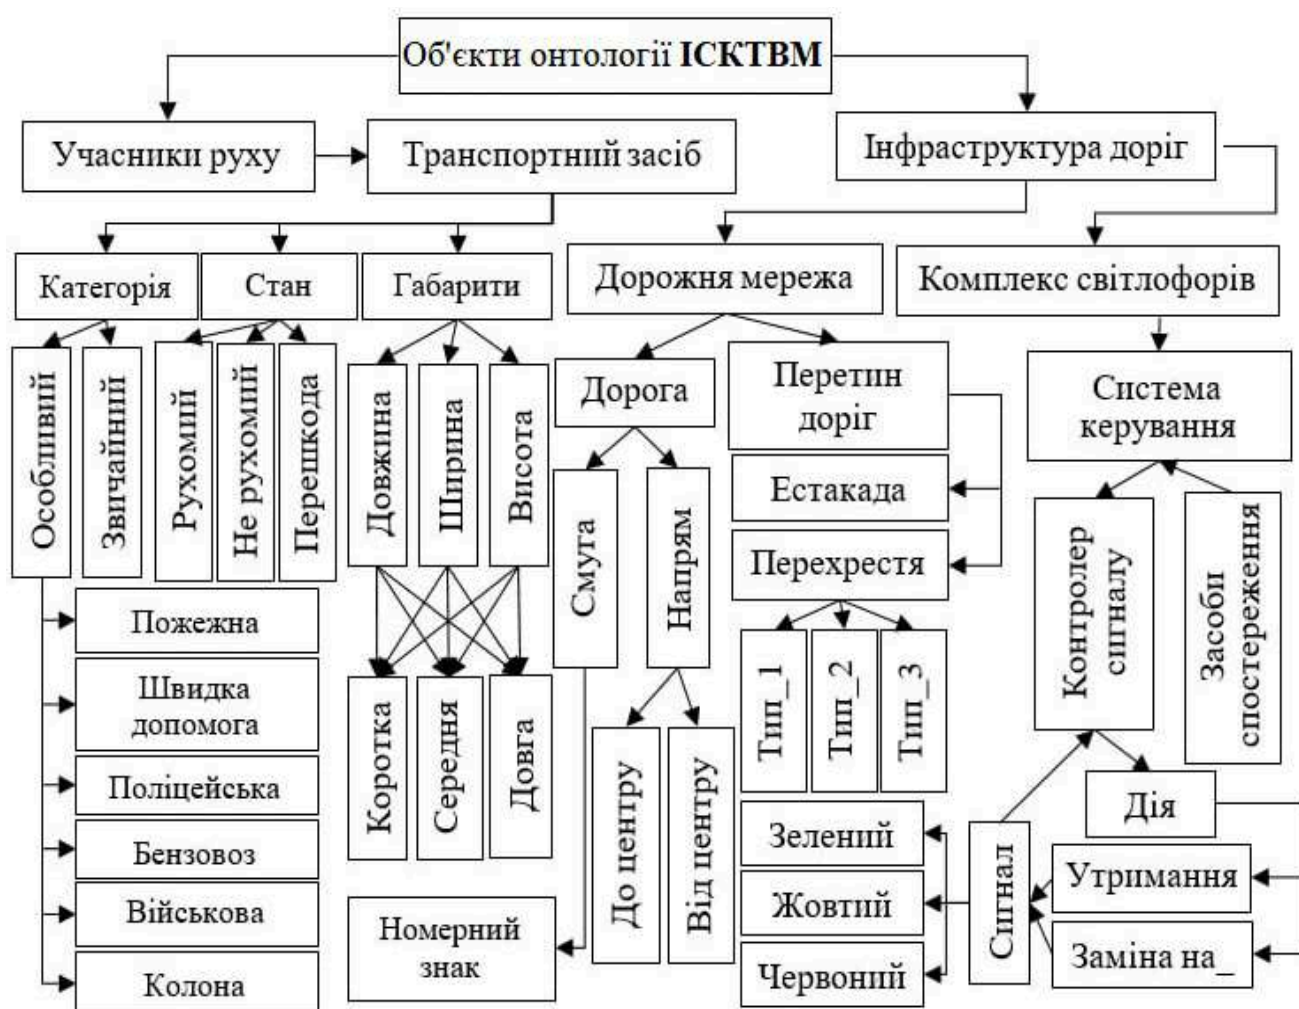 Об'єкти онтології ІСКТВМ
Учасники руху
Транспортний засіб
Інфраструктура доріг
Категорія
Стан
Габарити
Дорожня мережа
Комплекс світлофорів
Особливий
Звичайний
Рухомий
Не рухомий
Перешкода
Довжина
Ширина
Висота
Дорога
Перетин
доріг
Система
керування
Естакада
Перехрестя
Смуга
Напрям
Контролер
сигналу
Засоби
спостереження
Пожежна
Швидка
допомога
Поліцейська
Бензовоз
Військова
Колона
Коротка
Середня
Довга
Номерний
знак
До центру
Від центру
Тип_1
Тип_2
Тип_3
Зелений
Жовтий
Червоний
Сигнал
Дія
Утримання
Заміна на_